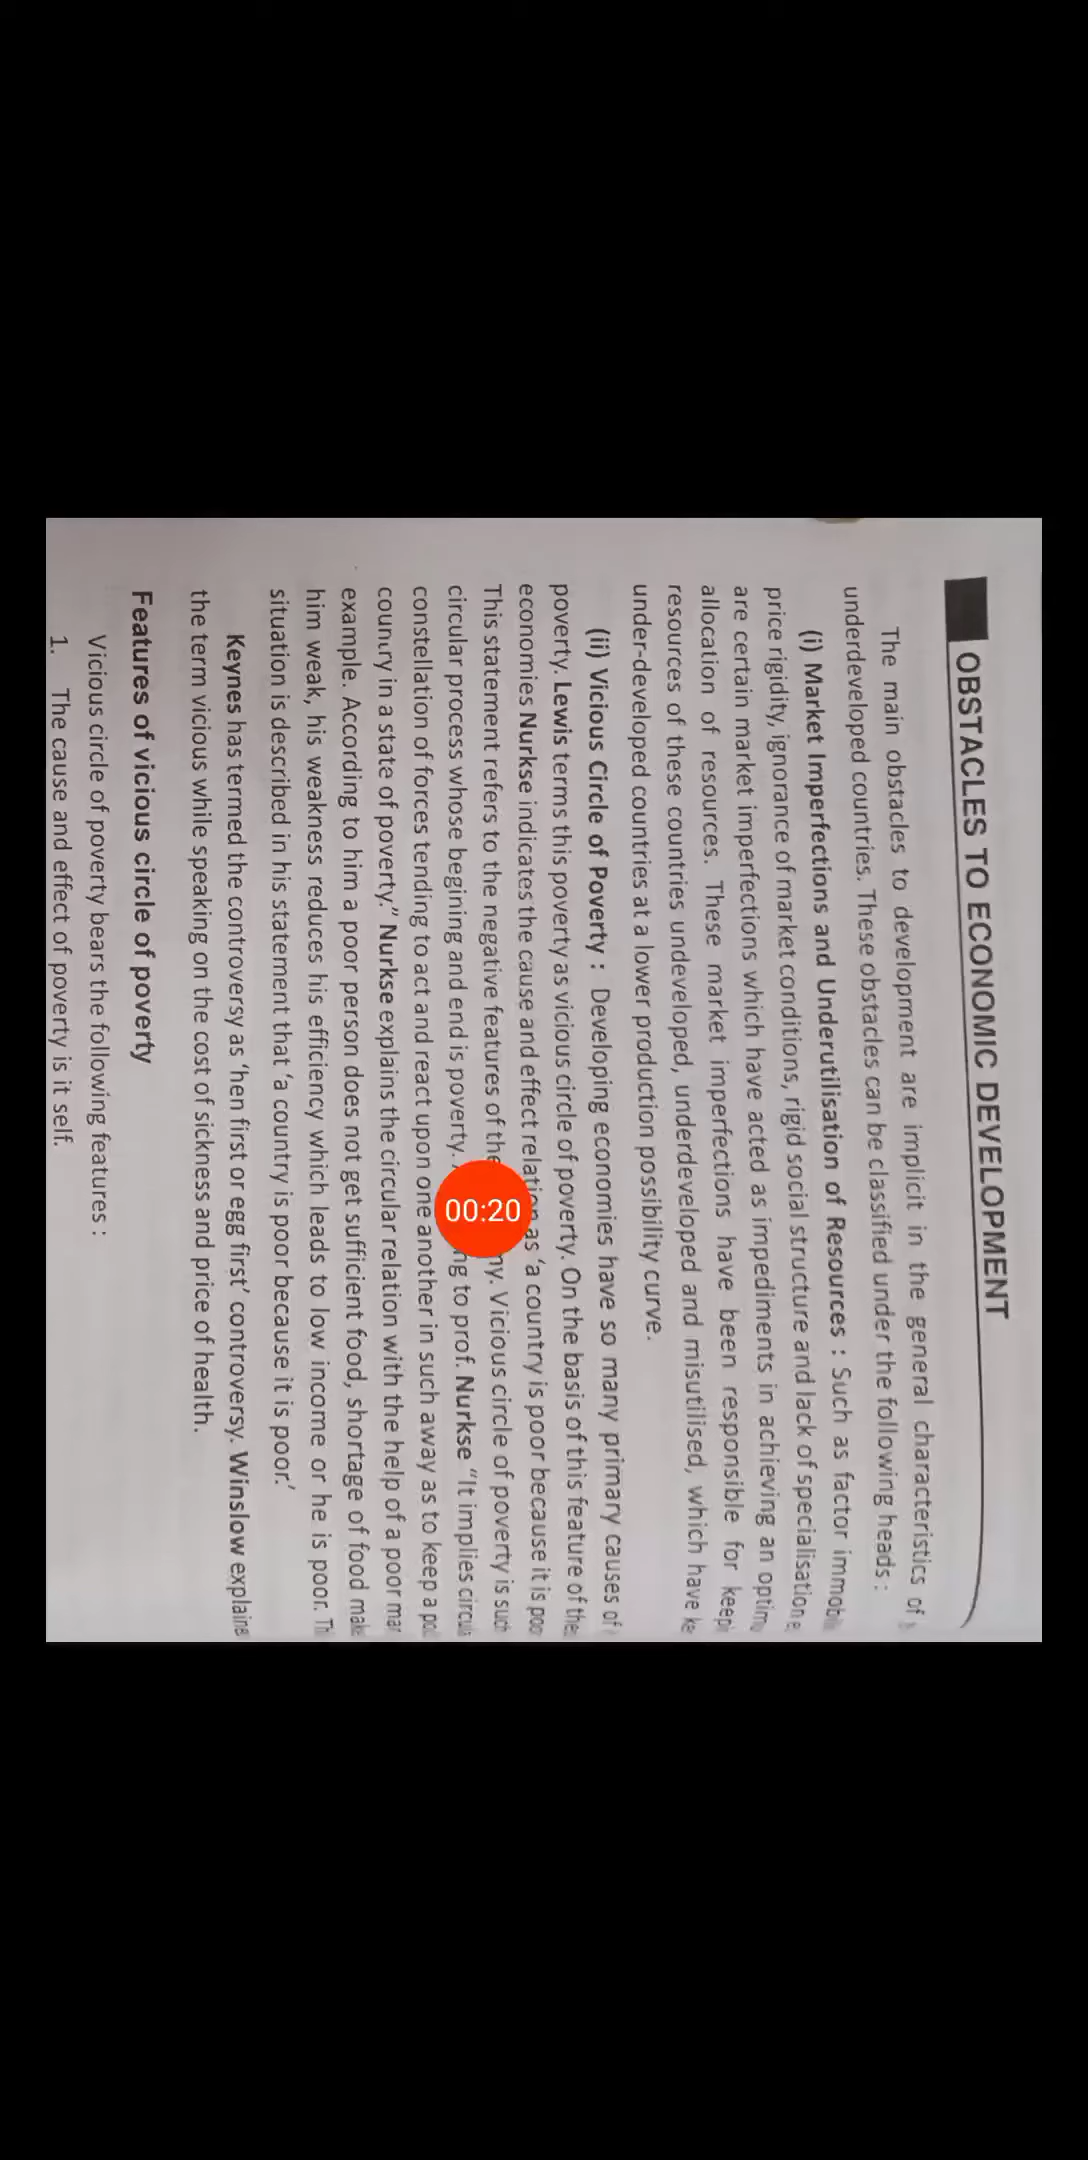 OBSTACLES TO ECONOMIC DEVELOPMENT
The main obstacles to development are implicit in the general characteristics of
underdeveloped countries. These obstacles can be classified under the following heads :
(i) Market Imperfections and Underutilisation of Resources : Such as factor
price rigidity, ignorance of market conditions, rigid social structure and lack of specialisation
are certain market imperfections which have acted as impediments in achieving an
allocation of resources. These market imperfections have been responsible for
resources of these countries undeveloped, underdeveloped and misutilised, which have
under-developed countries at a lower production possibility curve.
(ii) Vicious Circle of Poverty : Developing economies have so many primary causes of
poverty. Lewis terms this poverty as vicious circle of poverty. On the basis of this feature of
economies Nurkse indicates the cause and effect as 'a country is poor because it is
This statement refers to the negative features of Vicious circle of poverty is such
circular process whose begining and end is poverty. to prof. Nurkse "It implies
constellation of forces tending to act and react upon one another in such away as to keep a
country in a state of poverty." Nurkse explains the circular relation with the help of a poor
example. According to him a poor person does not get sufficient food, shortage of food
him weak, his weakness reduces his efficiency which leads to low income or he is poor.
situation is described in his statement that 'a country is poor because it is poor.'
Keynes has termed the controversy as 'hen first or egg first' controversy. Winslow
the term vicious while speaking on the cost of sickness and price of health.
Features of vicious circle of poverty
Vicious circle of poverty bears the following features :
1. The cause and effect of poverty is it self.
00:20